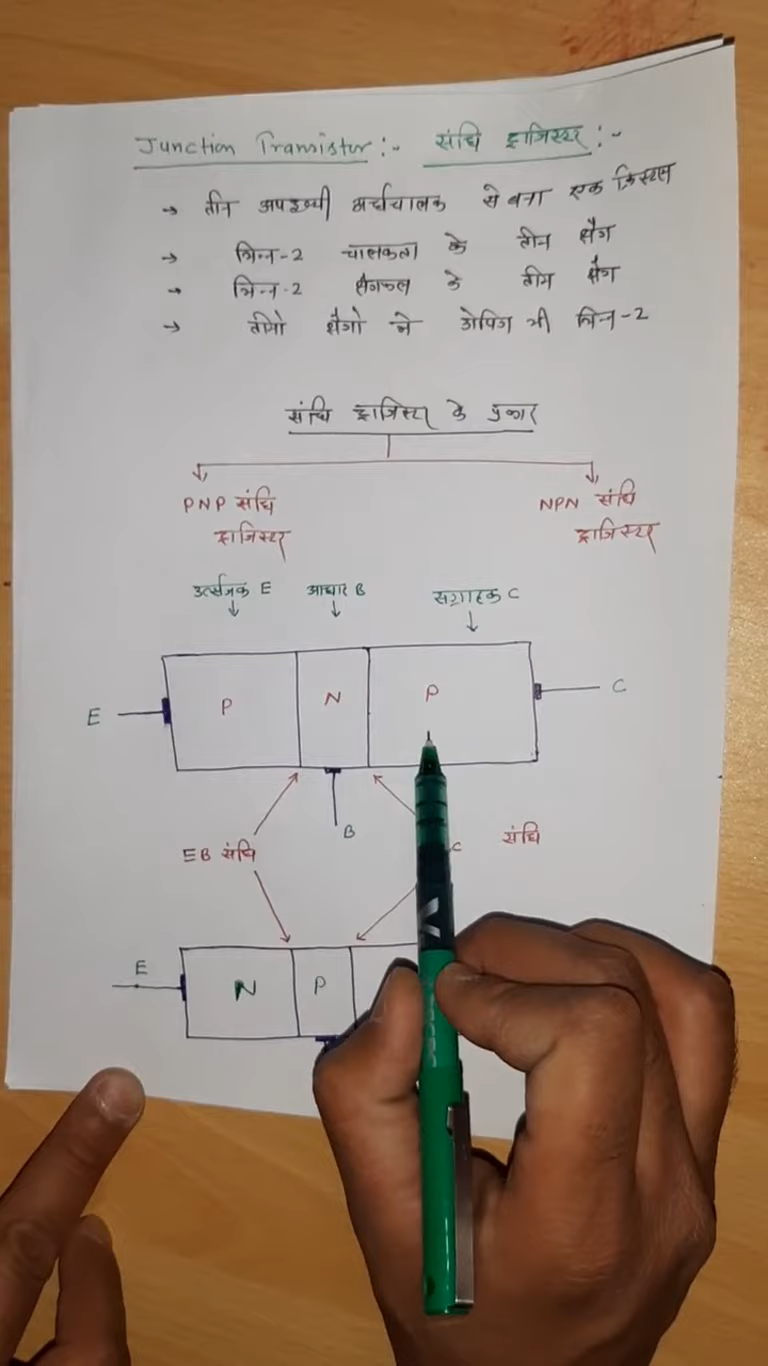 Junction Transistor :- संधि ट्रांजिस्टर :-
→ तीन अपद्रव्यी अर्धचालक से बना एक क्रिस्टल
→ भिन्न-2 चालकता के तीन क्षेत्र
→ भिन्न-2 क्षेत्रफल के तीन क्षेत्र
→ तीनो क्षेत्रो मे डोपिंग भी भिन्न-2
संधि ट्रांजिस्टर के प्रकार
PNP संधि ट्रांजिस्टर
NPN संधि ट्रांजिस्टर
उत्सर्जक E आधार B संग्राहक C
E P N P C
B
EB संधि C संधि
E N P